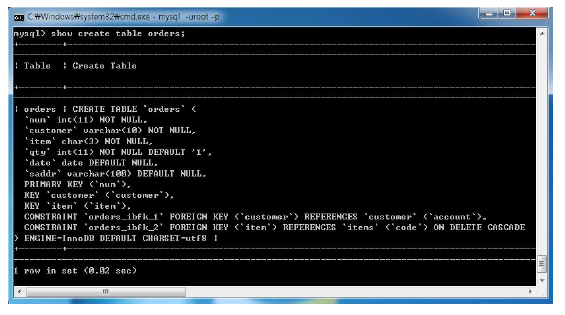 C:₩Windows₩system32₩cmd.exe - mysql -uroot -p
mysql> show create table orders;
| Table | Create Table
| orders | CREATE TABLE `orders` (
`num` int(11) NOT NULL,
`customer` varchar(10) NOT NULL,
`item` char(3) NOT NULL,
`qty` int(11) NOT NULL DEFAULT '1',
`date` date DEFAULT NULL,
`saddr` varchar(100) DEFAULT NULL,
PRIMARY KEY (`num`),
KEY `customer` (`customer`),
KEY `item` (`item`),
CONSTRAINT `orders_ibfk_1` FOREIGN KEY (`customer`) REFERENCES `customer` (`account`),
CONSTRAINT `orders_ibfk_2` FOREIGN KEY (`item`) REFERENCES `items` (`code`) ON DELETE CASCADE
) ENGINE=InnoDB DEFAULT CHARSET=utf8 |
1 row in set (0.02 sec)